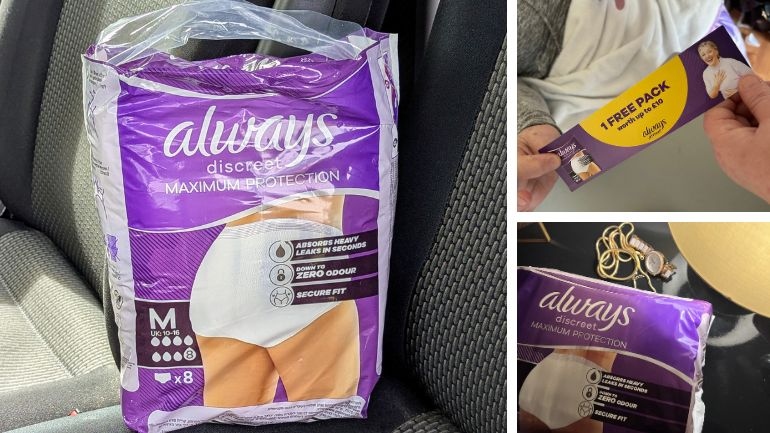 always
discreet
MAXIMUM PROTECTION
ABSORBS HEAVY
LEAKS IN SECONDS
DOWN TO
ZERO ODOUR
SECURE FIT
M
UK: 10-16
8
x8
1 FREE PACK
worth up to £10
always
discreet
always
discreet
MAXIMUM PROTECTION
ABSORBS HEAVY
LEAKS IN SECONDS
DOWN TO
ZERO ODOUR
SECURE FIT